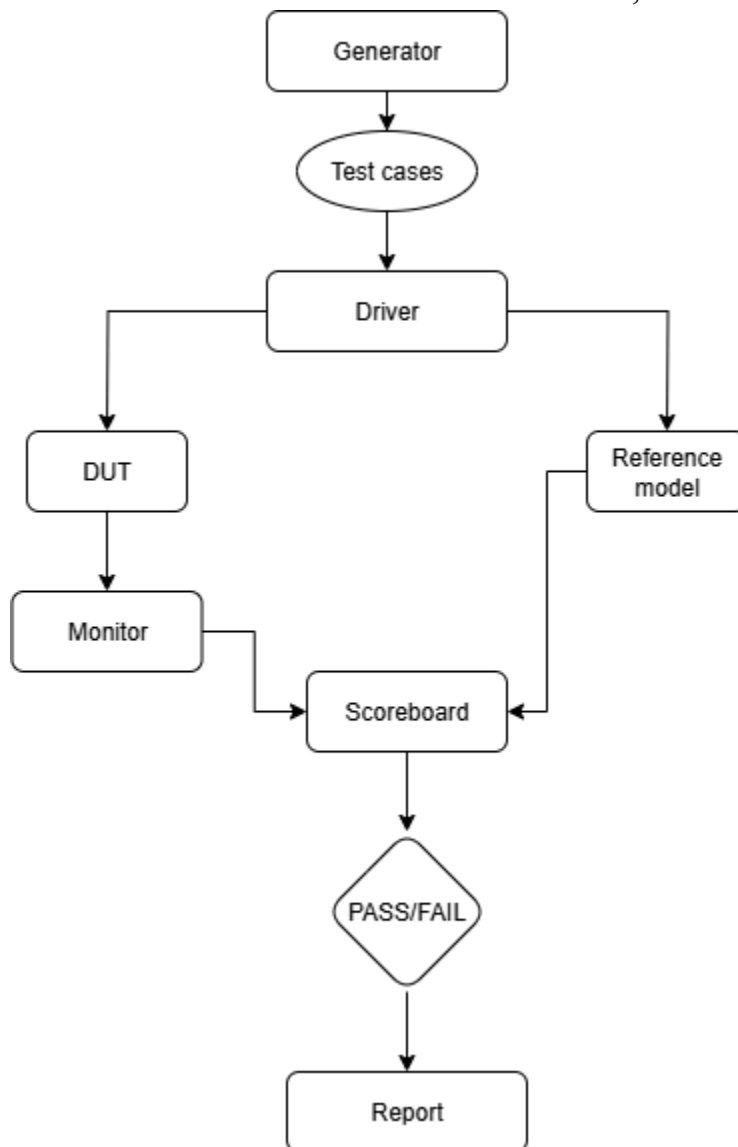 Generator
Test cases
Driver
DUT
Reference
model
Monitor
Scoreboard
PASS/FAIL
Report